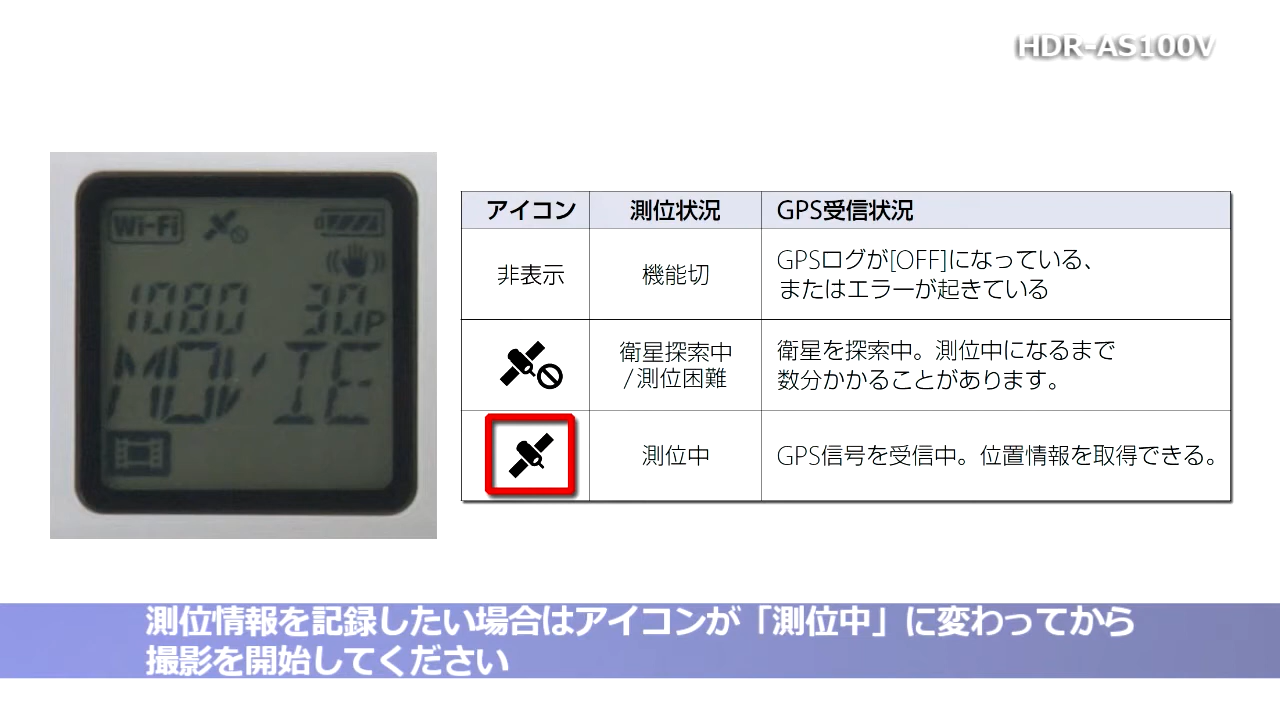 HDR-AS100V
Wi-Fi
1080 30P
MOVIE
アイコン 測位状況 GPS受信状況
非表示 機能切 GPSログが[OFF]になっている、
またはエラーが起きている
衛星探索中 衛星を探索中。測位中になるまで
/測位困難 数分かかることがあります。
測位中 GPS信号を受信中。位置情報を取得できる。
測位情報を記録したい場合はアイコンが「測位中」に変わってから
撮影を開始してください